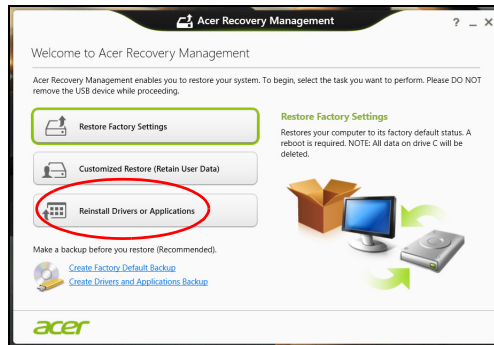 Acer Recovery Management
? _ X
Welcome to Acer Recovery Management
Acer Recovery Management enables you to restore your system. To begin, select the task you want to perform. Please DO NOT
remove the USB device while proceeding.
Restore Factory Settings
Customized Restore (Retain User Data)
Reinstall Drivers or Applications
Restore Factory Settings
Restores your computer to its factory default status. A
reboot is required. NOTE: All data on drive C will be
deleted.
Make a backup before you restore (Recommended).
Create Factory Default Backup
Create Drivers and Applications Backup
acer